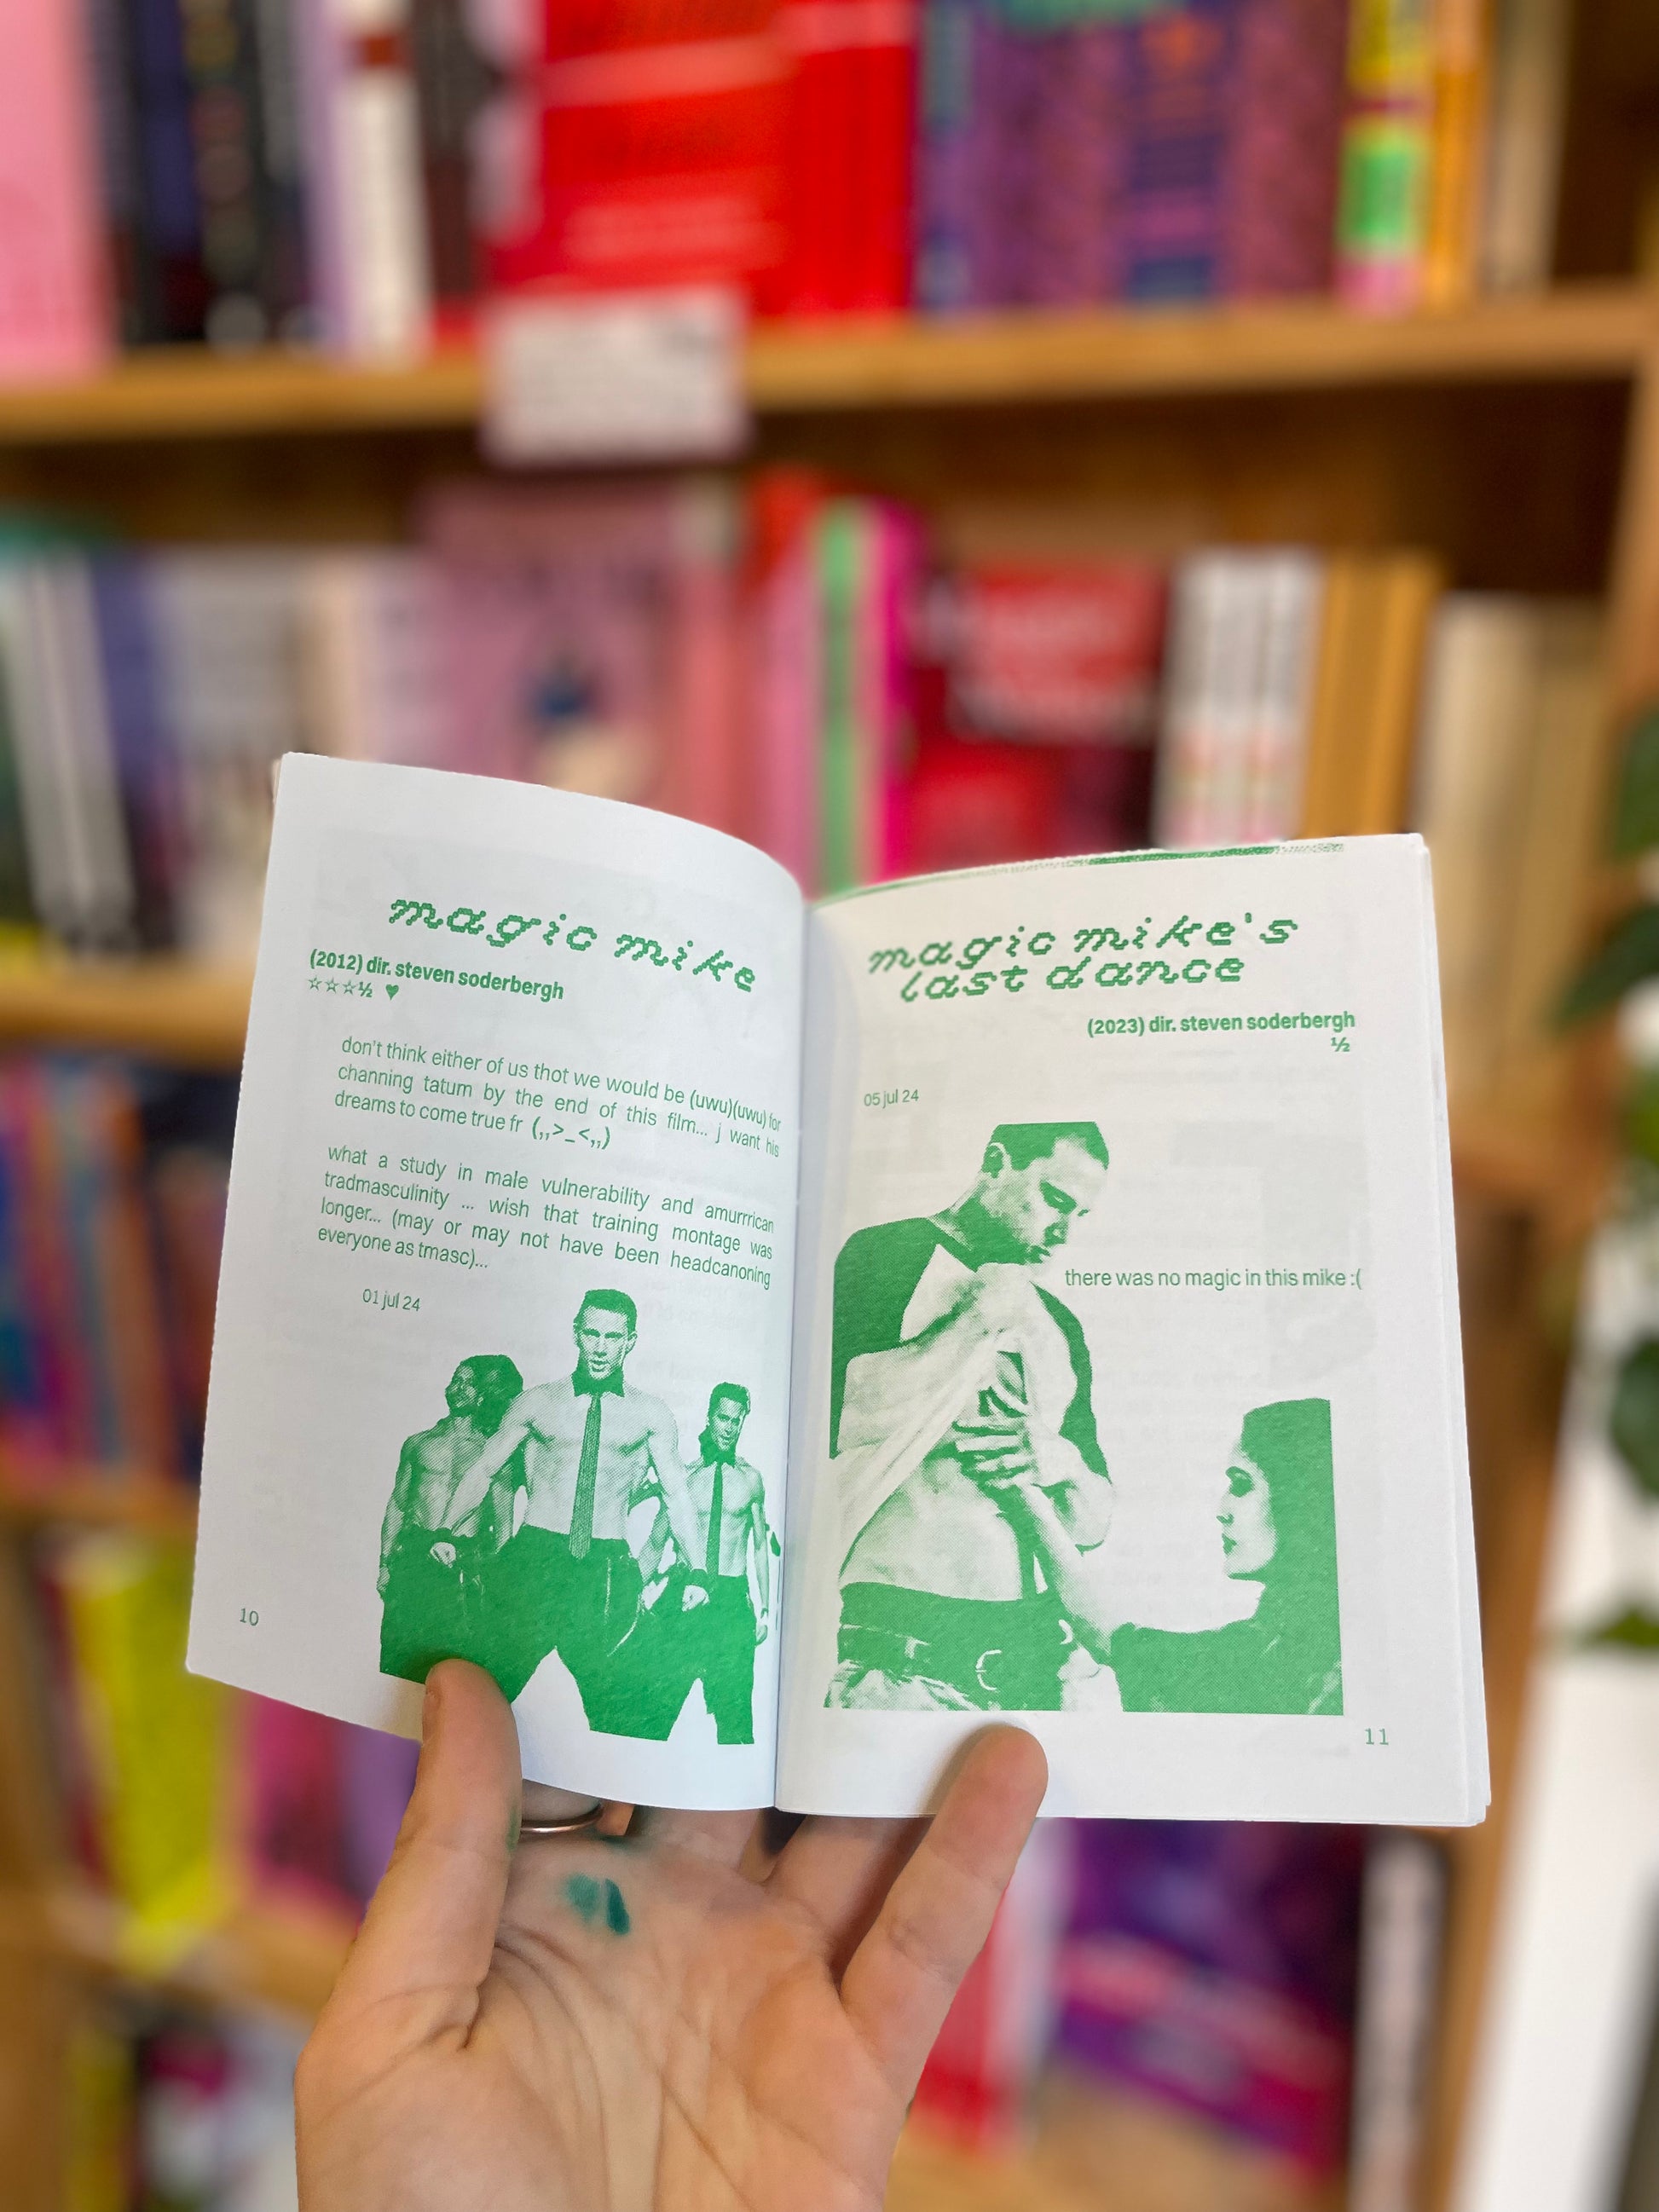 magic mike
(2012) dir. steven soderbergh
☆☆☆½ ♥
don't think either of us thot we would be (uwu)(uwu) for
channing tatum by the end of this film... j want his
dreams to come true fr (,,>_<,,)
what a study in male vulnerability and amurrrican
tradmasculinity ... wish that training montage was
longer... (may or may not have been headcanoning
everyone as tmasc)...
01 jul 24
10
magic mike's
last dance
(2023) dir. steven soderbergh
½
05 jul 24
there was no magic in this mike :(
11